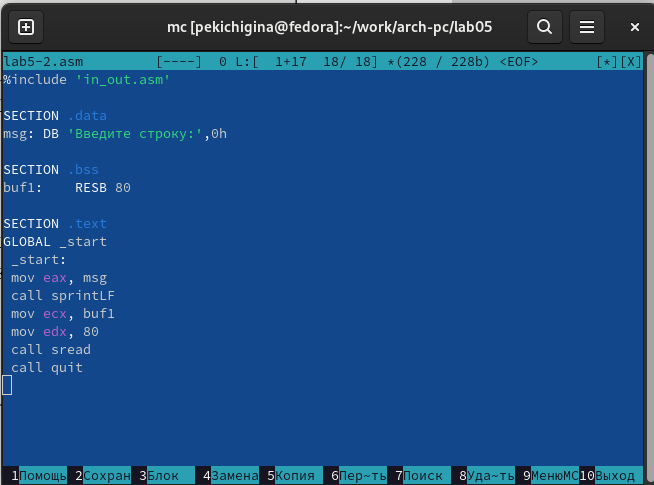 mc [pekichigina@fedora]:~/work/arch-pc/lab05
lab5-2.asm [----] 0 L:[ 1+17 18/ 18] *(228 / 228b) <EOF> [*][X]
%include 'in_out.asm'
SECTION .data
msg: DB 'Введите строку:',0h
SECTION .bss
buf1: RESB 80
SECTION .text
GLOBAL _start
_start:
mov eax, msg
call sprintLF
mov ecx, buf1
mov edx, 80
call sread
call quit
1Помощь 2Сохран 3Блок 4Замена 5Копия 6Пер~ть 7Поиск 8Уда~ть 9МенюМС 10Выход